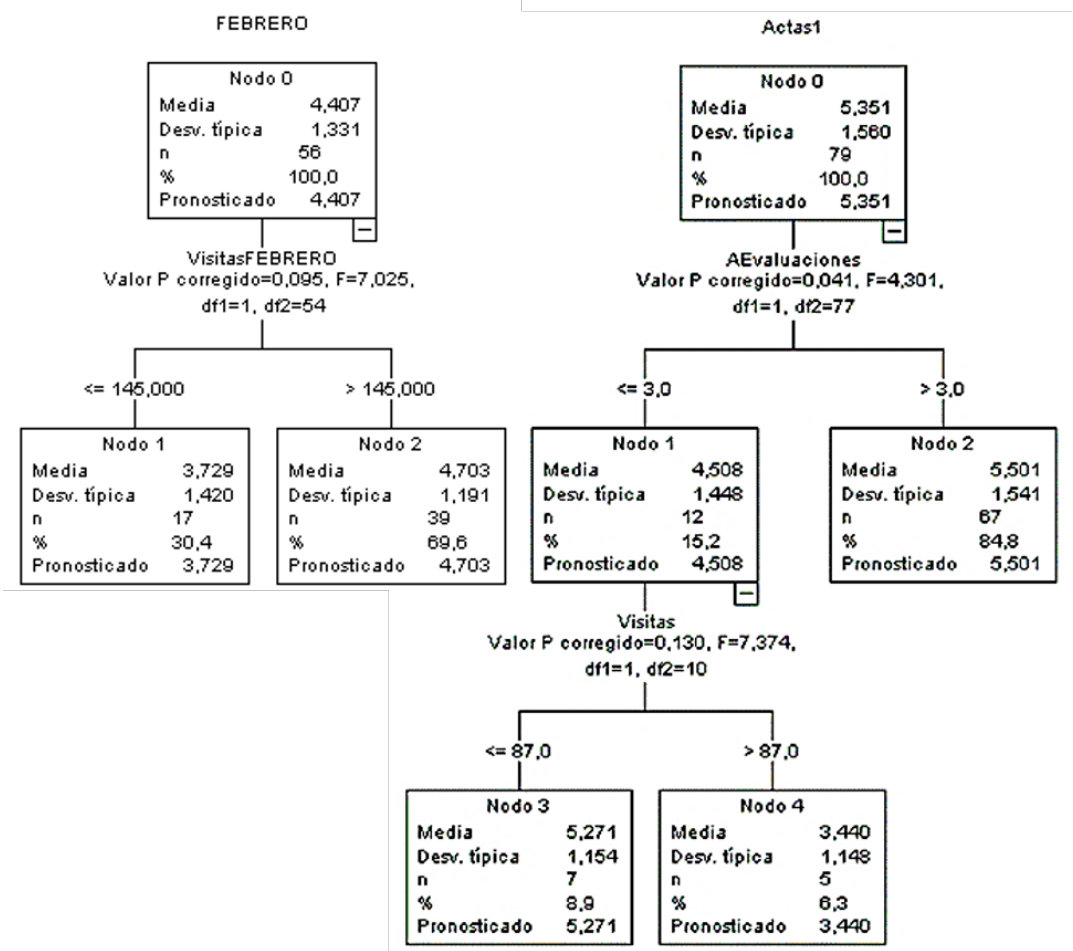 FEBRERO
Nodo 0
Media 4,407
Desv. típica 1,331
n 56
% 100,0
Pronosticado 4,407
VisitasFEBRERO
Valor P corregido=0,095, F=7,025,
df1=1, df2=54
<= 145,000
> 145,000
Nodo 1
Media 3,729
Desv. típica 1,420
n 17
% 30,4
Pronosticado 3,729
Nodo 2
Media 4,703
Desv. típica 1,191
n 39
% 69,6
Pronosticado 4,703
Actas1
Nodo 0
Media 5,351
Desv. típica 1,560
n 79
% 100,0
Pronosticado 5,351
AEvaluaciones
Valor P corregido=0,041, F=4,301,
df1=1, df2=77
<= 3,0
> 3,0
Nodo 1
Media 4,508
Desv. típica 1,448
n 12
% 15,2
Pronosticado 4,508
Nodo 2
Media 5,501
Desv. típica 1,541
n 67
% 84,8
Pronosticado 5,501
Visitas
Valor P corregido=0,130, F=7,374,
df1=1, df2=10
<= 87,0
> 87,0
Nodo 3
Media 5,271
Desv. típica 1,154
n 7
% 8,9
Pronosticado 5,271
Nodo 4
Media 3,440
Desv. típica 1,148
n 5
% 6,3
Pronosticado 3,440